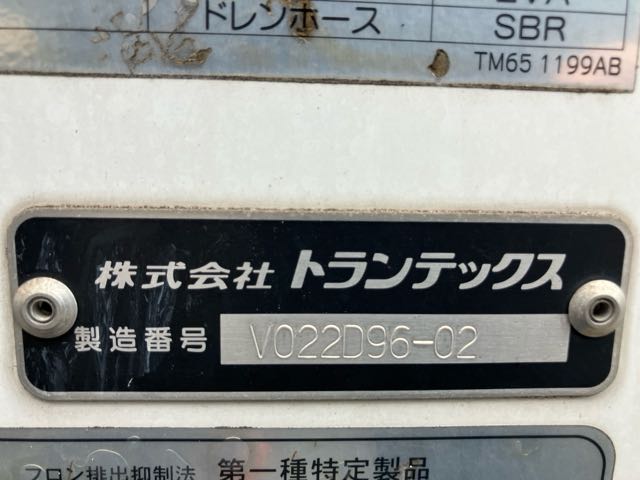 ドレンホース SBR
TM65 1199AB
株式会社 トランテックス
製造番号 V022D96-02
フロン排出抑制法 第一種特定製品